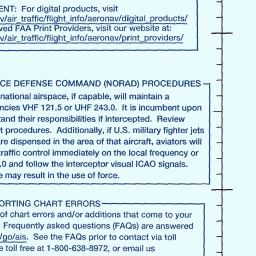 ENT: For digital products, visit
v/air_traffic/flight_info/aeronav/digital_products/
ved FAA Print Providers, visit our website at:
v/air_traffic/flight_info/aeronav/print_providers/
CE DEFENSE COMMAND (NORAD) PROCEDURES
national airspace, if capable, will maintain a
ncies VHF 121.5 or UHF 243.0. It is incumbent upon
tand their responsibilities if intercepted. Review
t procedures. Additionally, if U.S. military fighter jets
are dispensed in the area of that aircraft, aviators will
traffic control immediately on the local frequency or
.0 and follow the interceptor visual ICAO signals.
e may result in the use of force.
ORTING CHART ERRORS
of chart errors and/or additions that come to your
. Frequently asked questions (FAQs) are answered
/go/ais. See the FAQs prior to contact via toll
e toll free at 1-800-638-8972, or email us